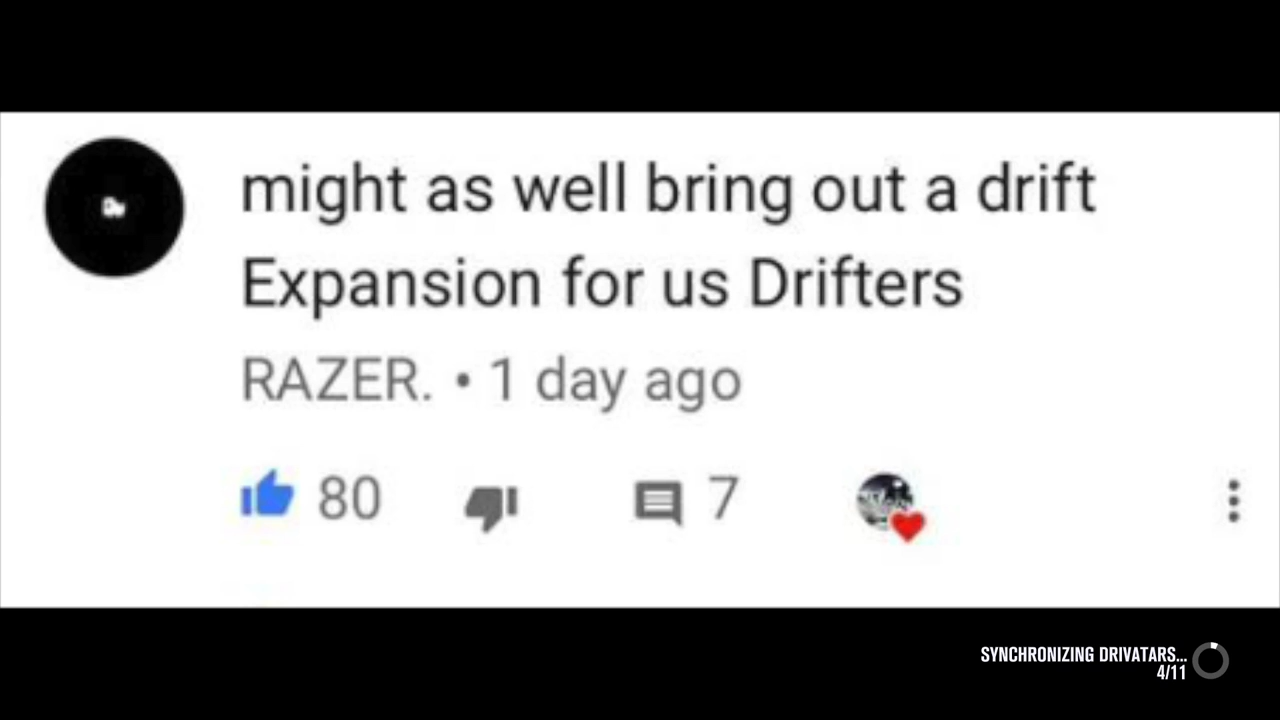 might as well bring out a drift
Expansion for us Drifters
RAZER. • 1 day ago
80 7
SYNCHRONIZING DRIVATARS...
4/11